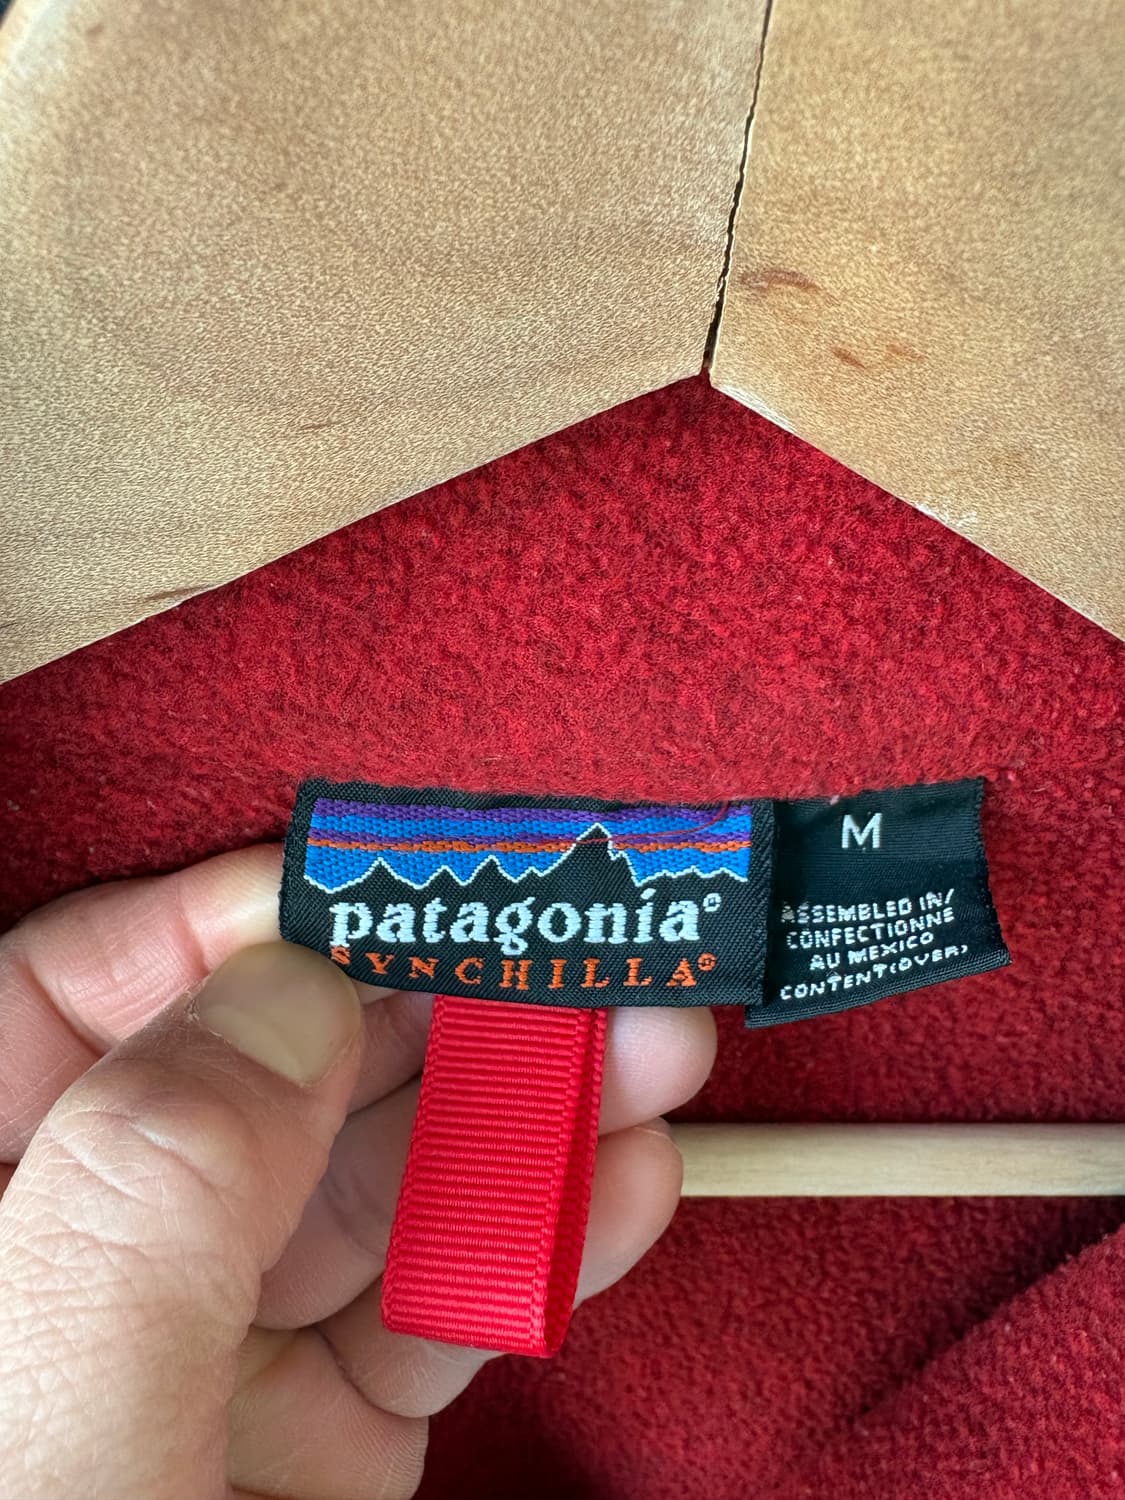 patagonia®
SYNCHILLA®
M
ASSEMBLED IN/
CONFECTIONNE
AU MEXICO
CONTENT(OVER)